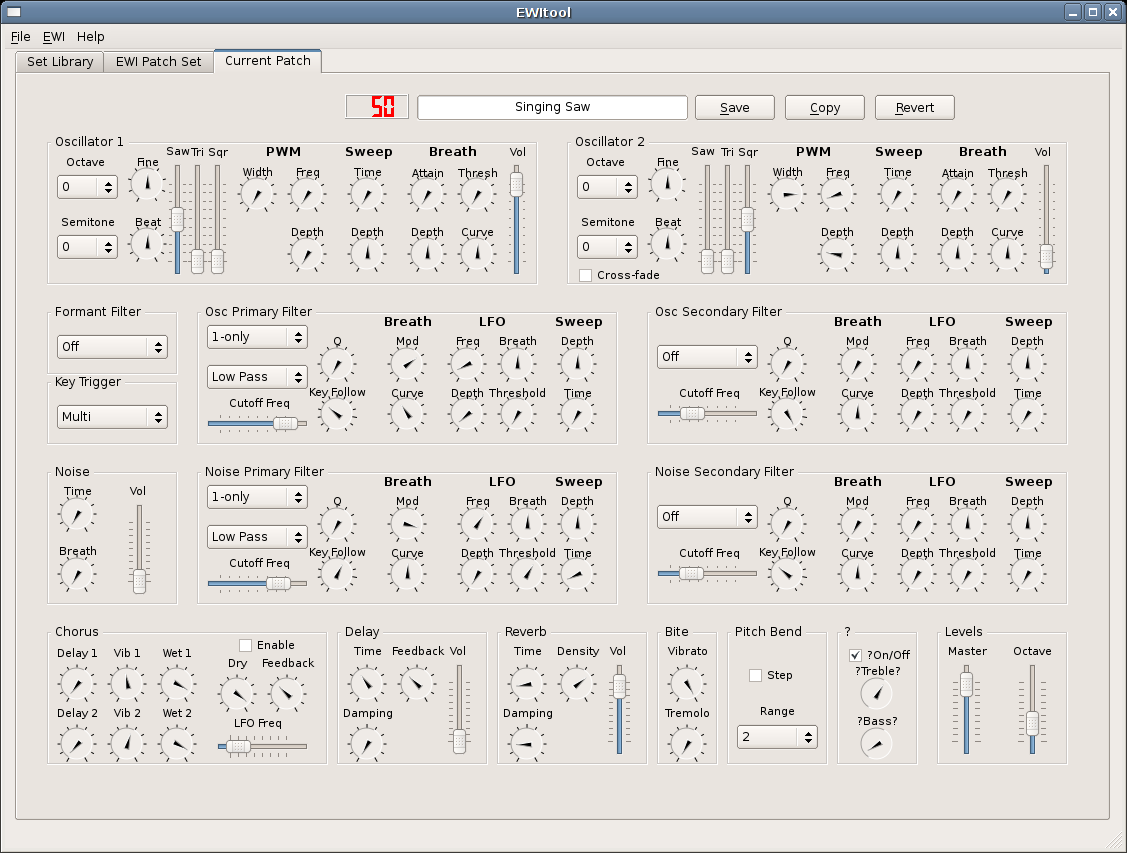 EWItool
File EWI Help
Set Library EWI Patch Set Current Patch
50 Singing Saw Save Copy Revert
Oscillator 1
Octave Fine Saw Tri Sqr PWM Sweep Breath Vol
0 Width Freq Time Attain Thresh
Semitone Beat
0 Depth Depth Depth Curve
Oscillator 2
Octave Fine Saw Tri Sqr PWM Sweep Breath Vol
0 Width Freq Time Attain Thresh
Semitone Beat
0 Depth Depth Depth Curve
Cross-fade
Formant Filter
Off
Key Trigger
Multi
Osc Primary Filter
Breath LFO Sweep
1-only Q Mod Freq Breath Depth
Low Pass
Cutoff Freq Key Follow Curve Depth Threshold Time
Osc Secondary Filter
Breath LFO Sweep
Off Q Mod Freq Breath Depth
Cutoff Freq Key Follow Curve Depth Threshold Time
Noise
Time Vol
Breath
Noise Primary Filter
Breath LFO Sweep
1-only Q Mod Freq Breath Depth
Low Pass
Cutoff Freq Key Follow Curve Depth Threshold Time
Noise Secondary Filter
Breath LFO Sweep
Off Q Mod Freq Breath Depth
Cutoff Freq Key Follow Curve Depth Threshold Time
Chorus
Enable
Delay 1 Vib 1 Wet 1 Dry Feedback
Delay 2 Vib 2 Wet 2 LFO Freq
Delay
Time Feedback Vol
Damping
Reverb
Time Density Vol
Damping
Bite
Vibrato
Tremolo
Pitch Bend
Step
Range
2
?
?On/Off
?Treble?
?Bass?
Levels
Master Octave